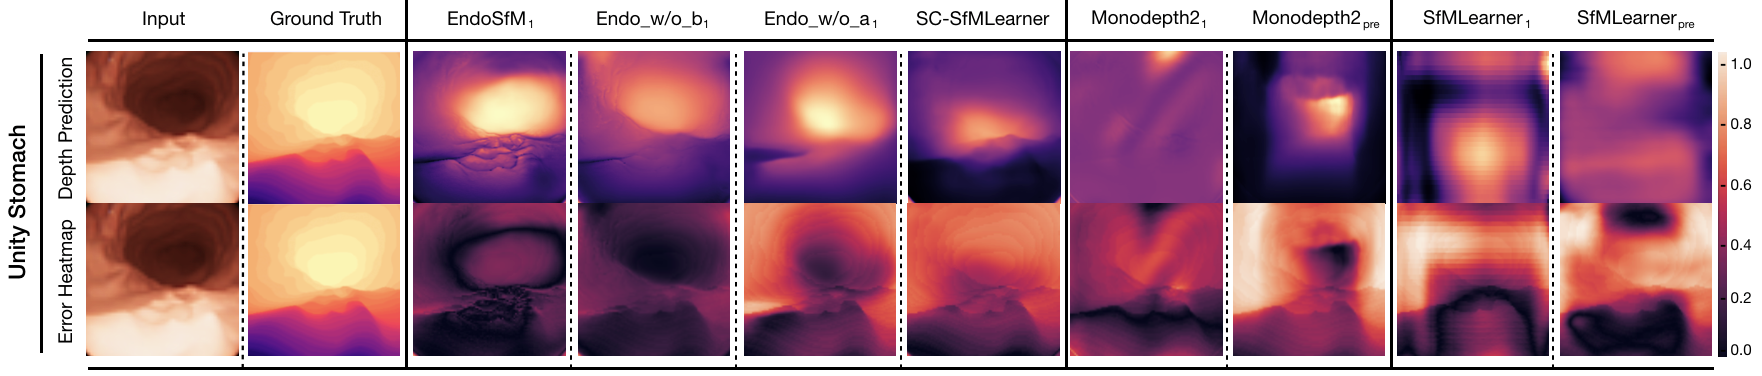 Input Ground Truth EndoSfM₁ Endo_w/o_b₁ Endo_w/o_a₁ SC-SfMLearner Monodepth2₁ Monodepth2pre SfMLearner₁ SfMLearnerpre
Unity Stomach
Depth Prediction
Error Heatmap
1.0
0.8
0.6
0.4
0.2
0.0